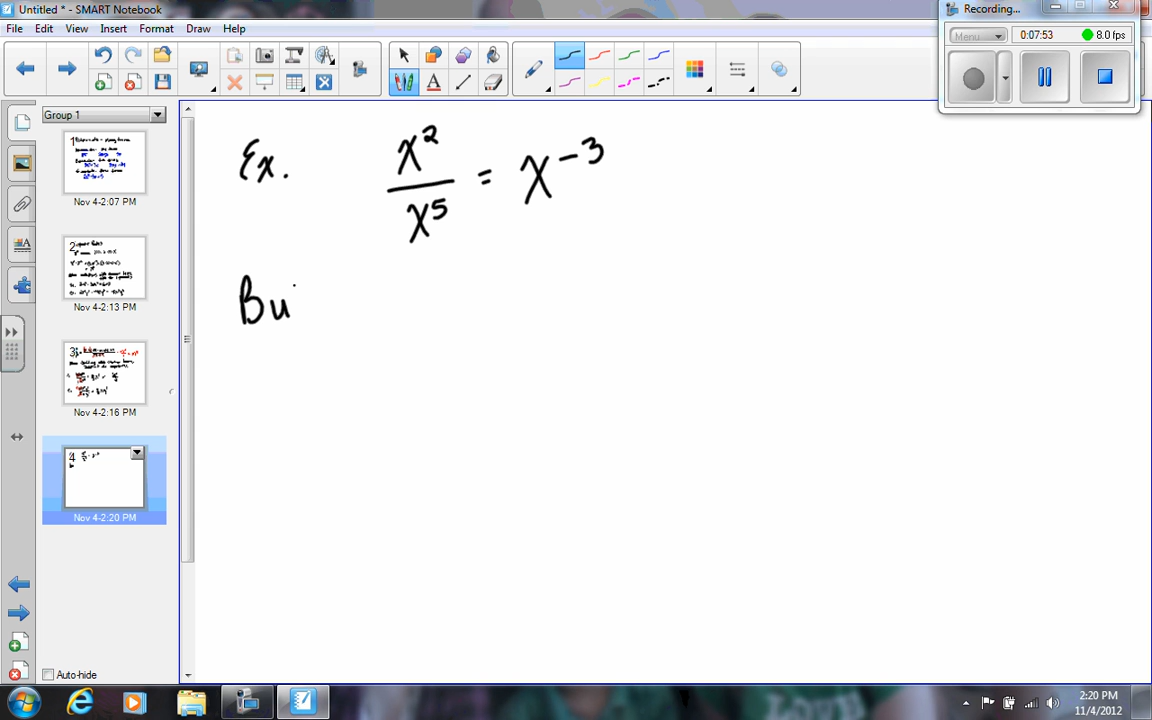 Untitled * - SMART Notebook
Recording...
File Edit View Insert Format Draw Help
Menu 0:07:53 8.0 fps
Group 1
Nov 4-2:07 PM
Nov 4-2:13 PM
Nov 4-2:16 PM
Nov 4-2:20 PM
Auto-hide
Ex. x²/x⁵ = x⁻³
Bu
2:20 PM
11/4/2012